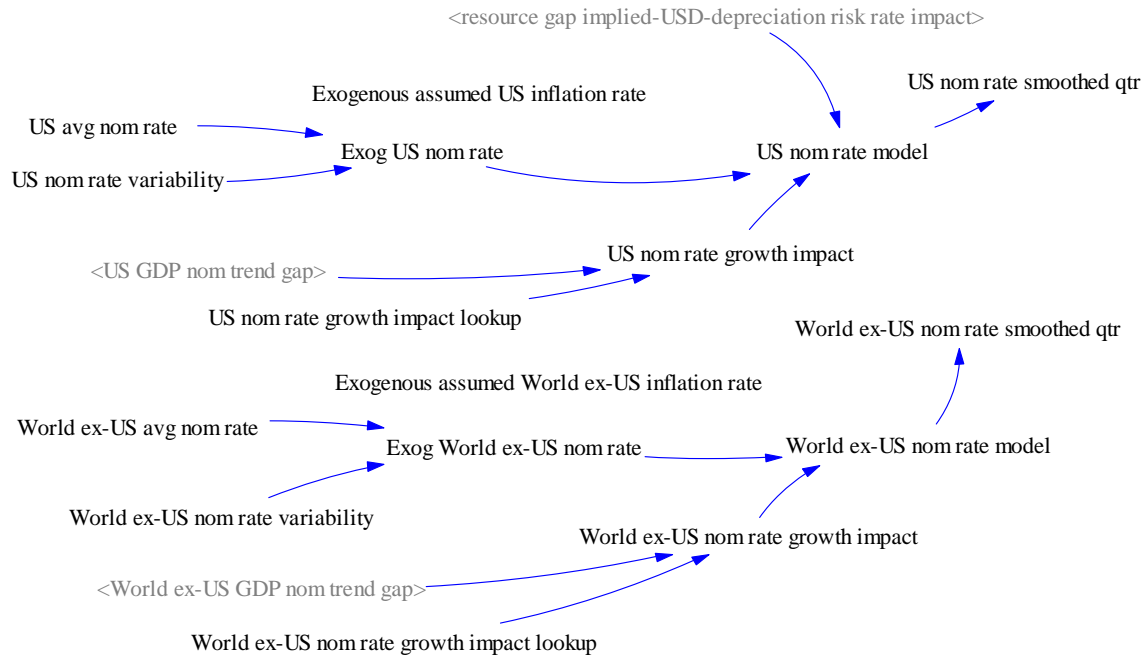 <resource gap implied-USD-depreciation risk rate impact>
US nom rate smoothed qtr
Exogenous assumed US inflation rate
US avg nom rate
Exog US nom rate
US nom rate model
US nom rate variability
US nom rate growth impact
<US GDP nom trend gap>
US nom rate growth impact lookup
World ex-US nom rate smoothed qtr
Exogenous assumed World ex-US inflation rate
World ex-US avg nom rate
Exog World ex-US nom rate
World ex-US nom rate model
World ex-US nom rate variability
World ex-US nom rate growth impact
<World ex-US GDP nom trend gap>
World ex-US nom rate growth impact lookup